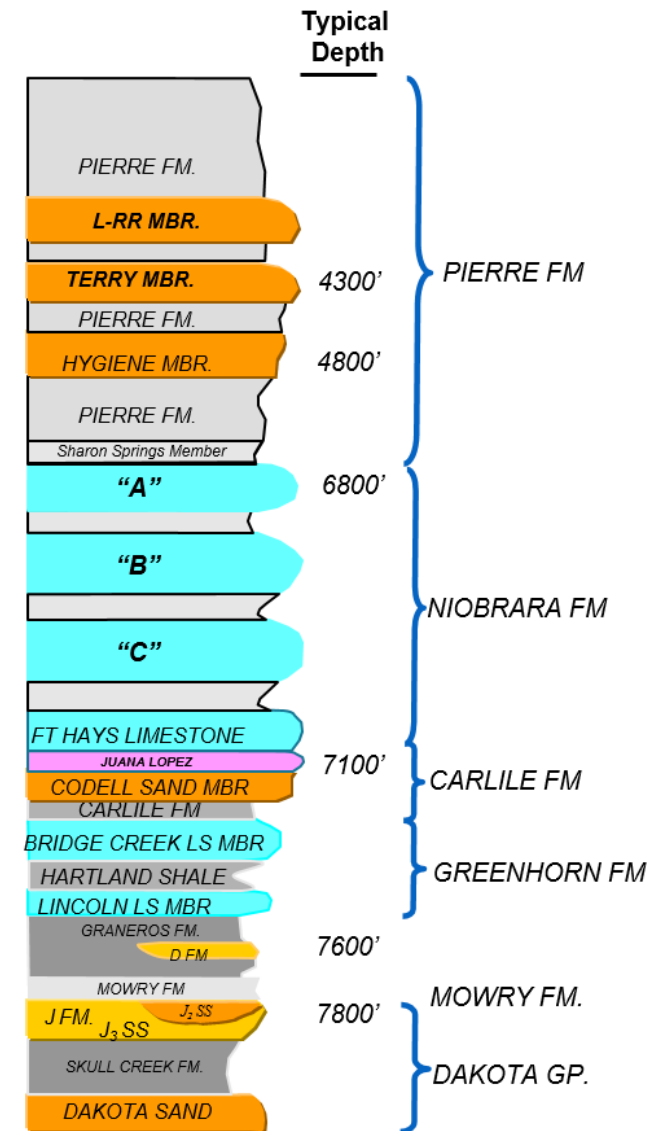 Typical
Depth
PIERRE FM.
L-RR MBR.
TERRY MBR.
4300’
PIERRE FM
PIERRE FM.
HYGIENE MBR.
4800’
PIERRE FM.
Sharon Springs Member
“A”
6800’
“B”
NIOBRARA FM
“C”
FT HAYS LIMESTONE
JUANA LOPEZ
7100’
CODELL SAND MBR
CARLILE FM
CARLILE FM
BRIDGE CREEK LS MBR
HARTLAND SHALE
GREENHORN FM
LINCOLN LS MBR
GRANEROS FM.
D FM
7600’
MOWRY FM
MOWRY FM.
J FM.
J3 SS
J2 SS
7800’
SKULL CREEK FM.
DAKOTA GP.
DAKOTA SAND